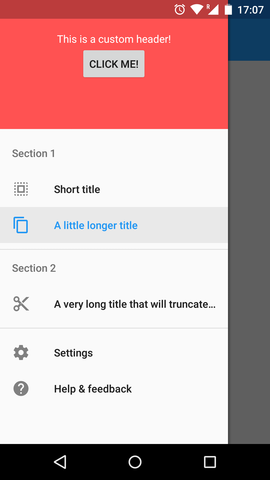 17:07
This is a custom header!
CLICK ME!
Section 1
Short title
A little longer title
Section 2
A very long title that will truncate...
Settings
Help & feedback